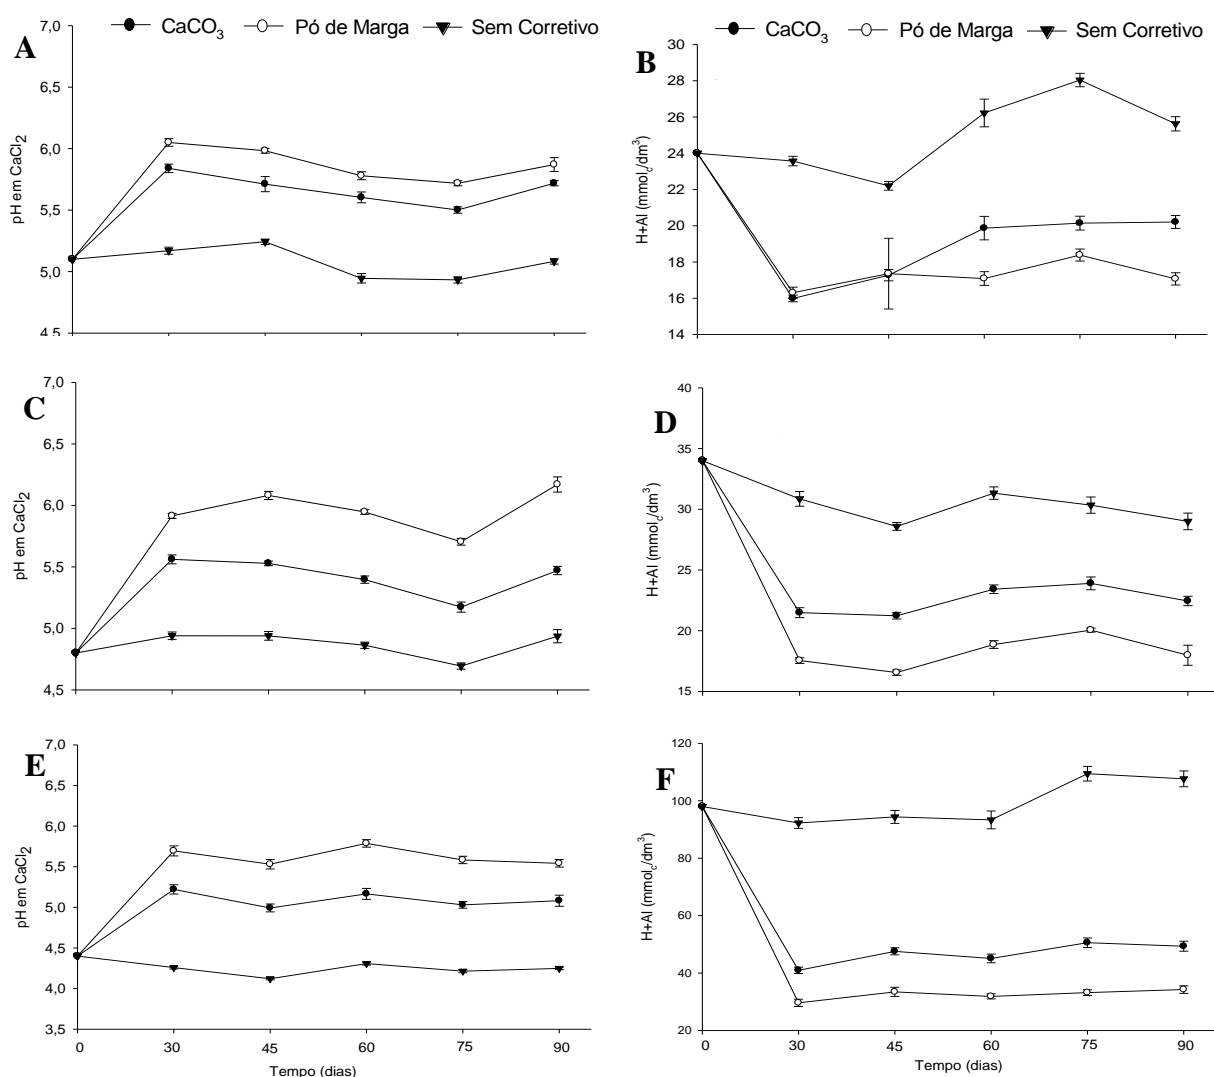 CaCO3 Pó de Marga Sem Corretivo
A
7,0
6,5
6,0
5,5
5,0
4,5
pH em CaCl2
CaCO3 Pó de Marga Sem Corretivo
B
30
28
26
24
22
20
18
16
14
H+Al (mmolc/dm3)
C
7,0
6,5
6,0
5,5
5,0
4,5
pH em CaCl2
D
40
35
30
25
20
15
H+Al (mmolc/dm3)
E
7,0
6,5
6,0
5,5
5,0
4,5
4,0
3,5
pH em CaCl2
0 30 45 60 75 90
Tempo (dias)
F
120
100
80
60
40
20
H+Al (mmolc/dm3)
0 30 45 60 75 90
Tempo (dias)